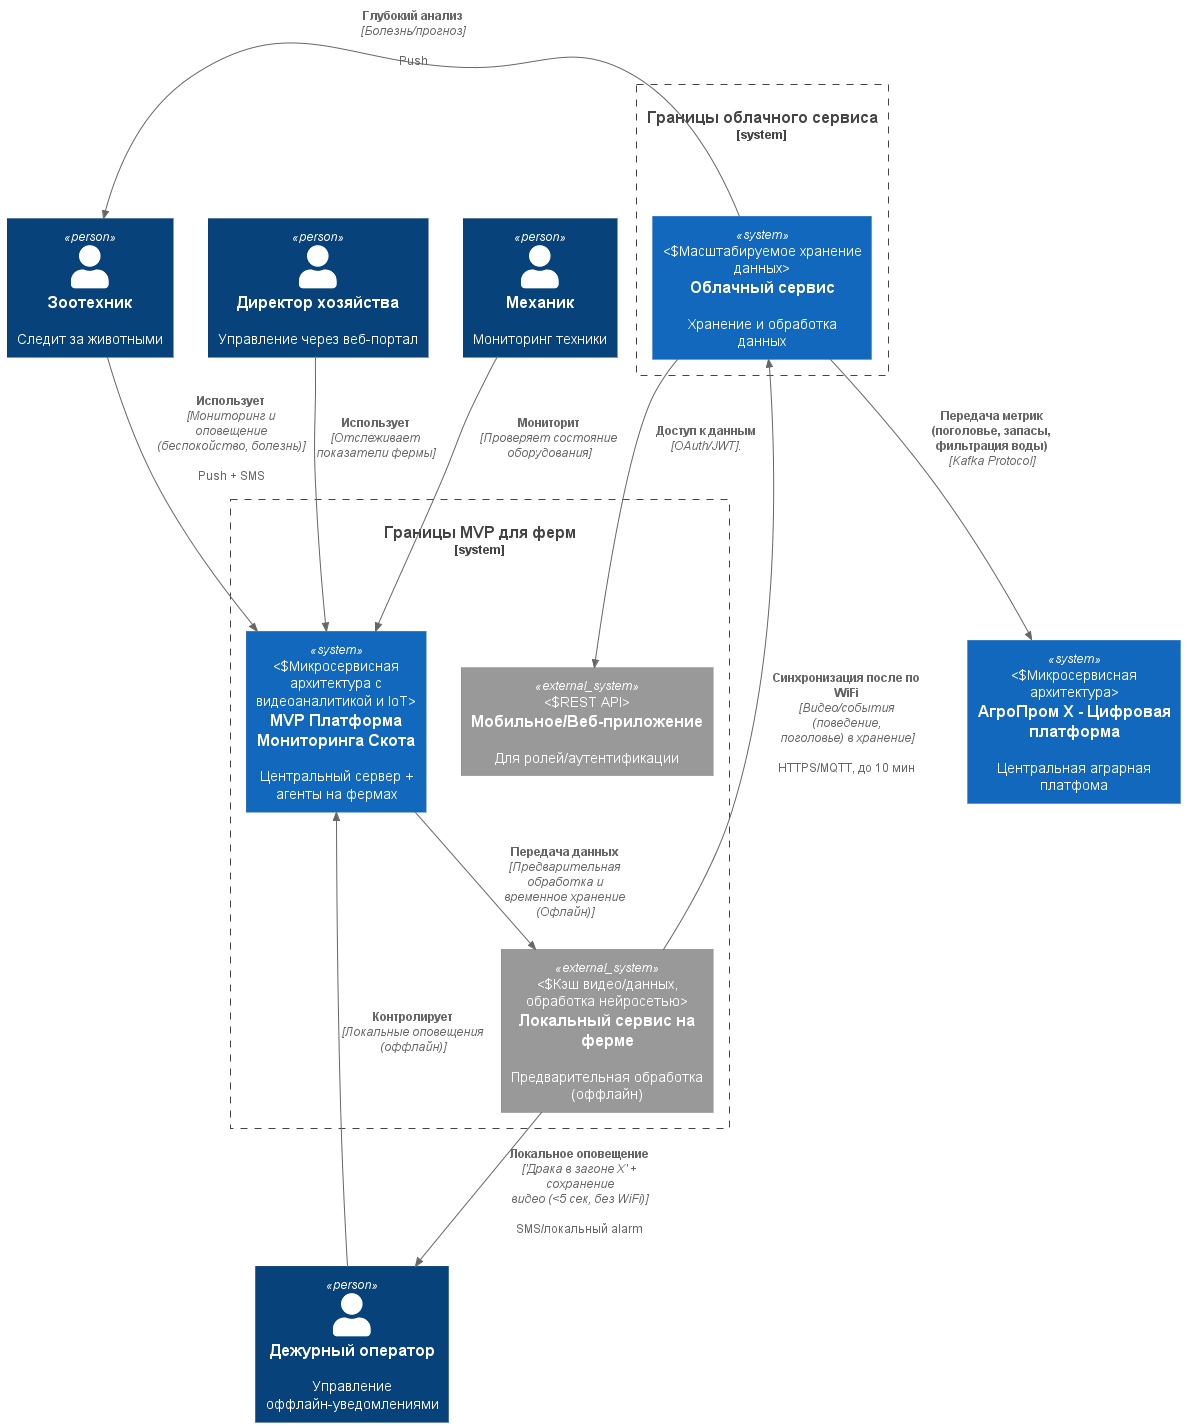 Глубокий анализ
[Болезнь/прогноз]
Push
Границы облачного сервиса
[system]
«person»
Зоотехник
Следит за животными
«person»
Директор хозяйства
Управление через веб-портал
«person»
Механик
Мониторинг техники
«system»
<$Масштабируемое хранение
данных>
Облачный сервис
Хранение и обработка
данных
Использует
[Мониторинг и
оповещение
(беспокойство, болезнь)]
Push + SMS
Использует
[Отслеживает
показатели фермы]
Мониторит
[Проверяет состояние
оборудования]
Доступ к данным
[OAuth/JWT].
Передача метрик
(поголовье, запасы,
фильтрация воды)
[Kafka Protocol]
Границы MVP для ферм
[system]
«system»
<$Микросервисная
архитектура с
видеоаналитикой и IoT>
MVP Платформа
Мониторинга Скота
Центральный сервер +
агенты на фермах
«external_system»
<$REST API>
Мобильное/Веб-приложение
Для ролей/аутентификации
Синхронизация после по
WiFi
[Видео/события
(поведение,
поголовье) в хранение]
HTTPS/MQTT, до 10 мин
«system»
<$Микросервисная
архитектура>
АгроПром X - Цифровая
платформа
Центральная аграрная
платфома
Передача данных
[Предварительная
обработка и
временное хранение
(Офлайн)]
«external_system»
<$Кэш видео/данных,
обработка нейросетью>
Локальный сервис на
ферме
Предварительная обработка
(оффлайн)
Контролирует
[Локальные оповещения
(оффлайн)]
Локальное оповещение
['Драка в загоне X' +
сохранение
видео (<5 сек, без WiFi)]
SMS/локальный alarm
«person»
Дежурный оператор
Управление
оффлайн-уведомлениями